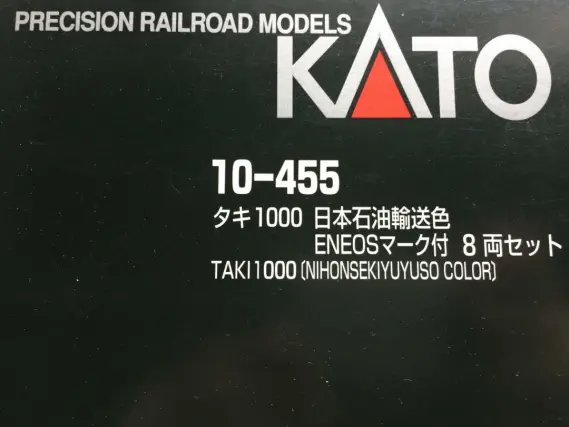 PRECISION RAILROAD MODELS
KATO
10-455
タキ1000 日本石油輸送色
ENEOSマーク付 8両セット
TAKI1000 (NIHONSEKIYUYUSO COLOR)